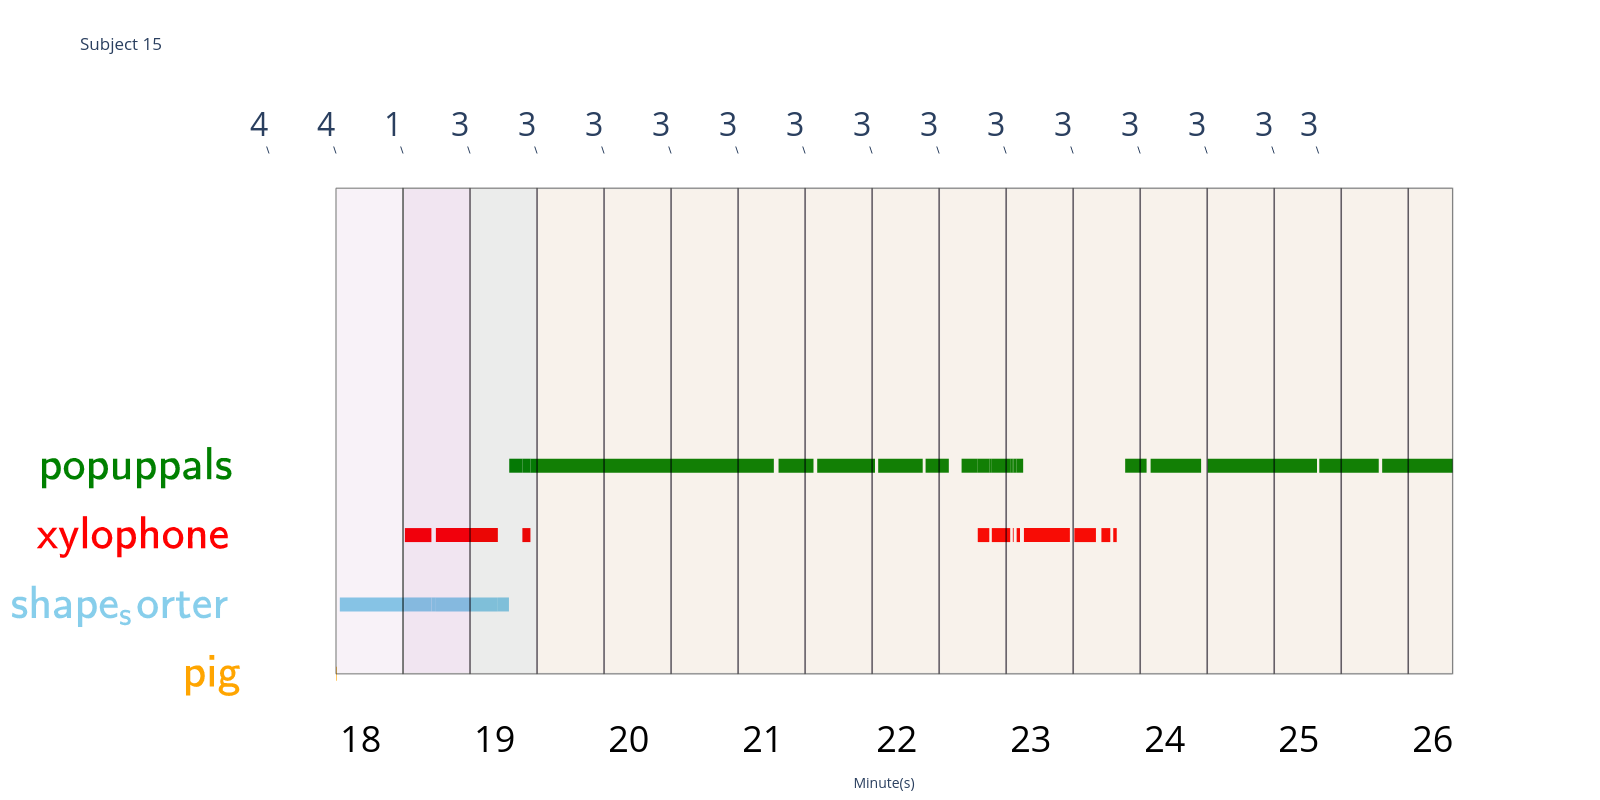 Subject 15
4 4 1 3 3 3 3 3 3 3 3 3 3 3 3 3 3
popuppals
xylophone
shapeₛorter
pig
18 19 20 21 22 23 24 25 26
Minute(s)